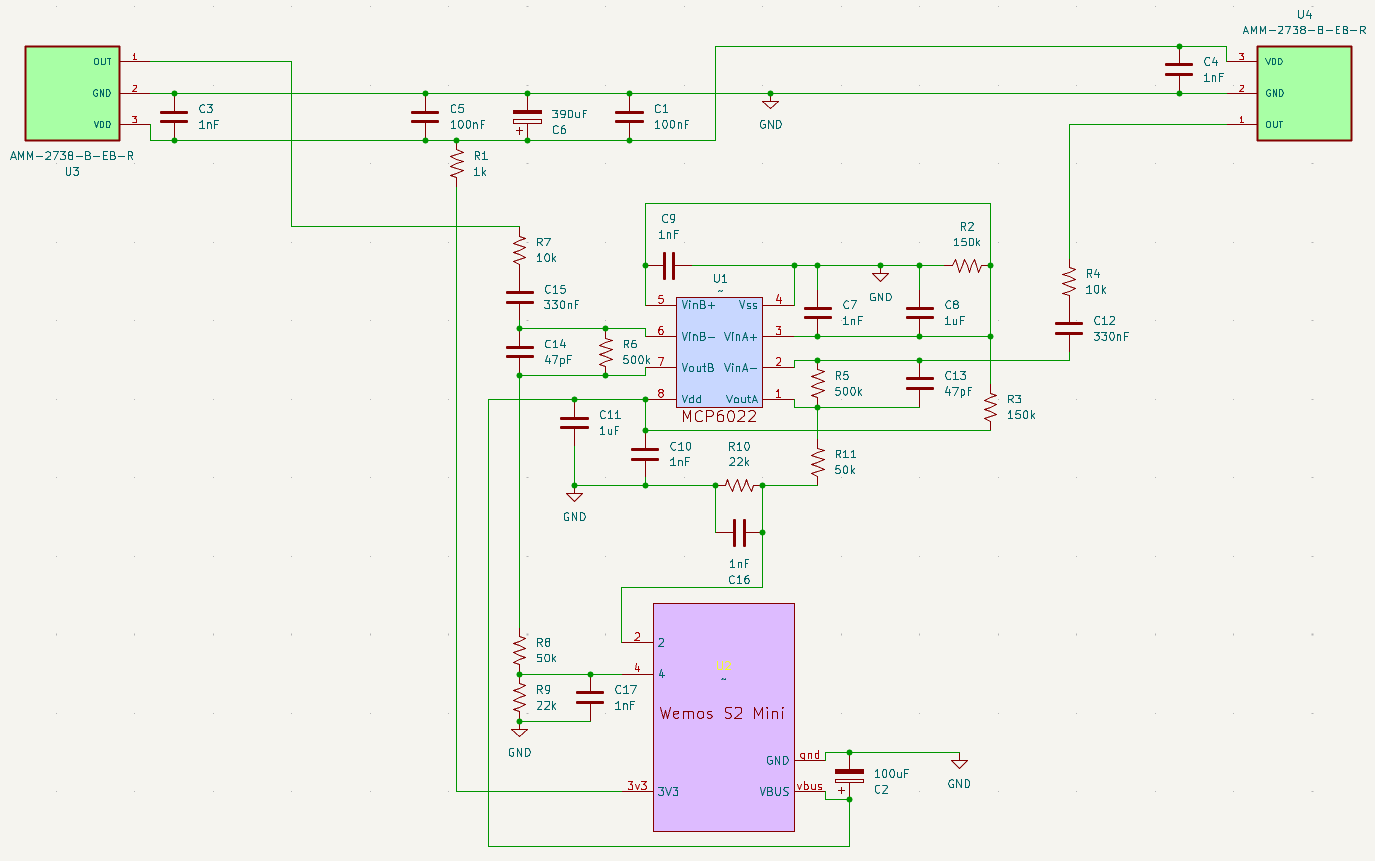 U4
AMM-2738-B-EB-R
OUT 1
GND 2
VDD 3
AMM-2738-B-EB-R
U3
C3
1nF
C5
100nF
390uF
C6
+
C1
100nF
GND
C4
1nF
3 VDD
2 GND
1 OUT
R1
1k
R7
10k
C15
330nF
C14
47pF
R6
500k
C9
1nF
R2
150k
U1
~
5 VinB+
6 VinB-
7 VoutB
8 Vdd
Vss 4
VinA+ 3
VinA- 2
VoutA 1
MCP6022
GND
C7
1nF
C8
1uF
R4
10k
C12
330nF
R5
500k
C13
47pF
R3
150k
C11
1uF
C10
1nF
R10
22k
R11
50k
GND
1nF
C16
2 2
4 4
U2
~
Wemos S2 Mini
R8
50k
R9
22k
C17
1nF
GND
GND gnd
3v3 3V3
VBUS vbus
100uF
C2
+
GND